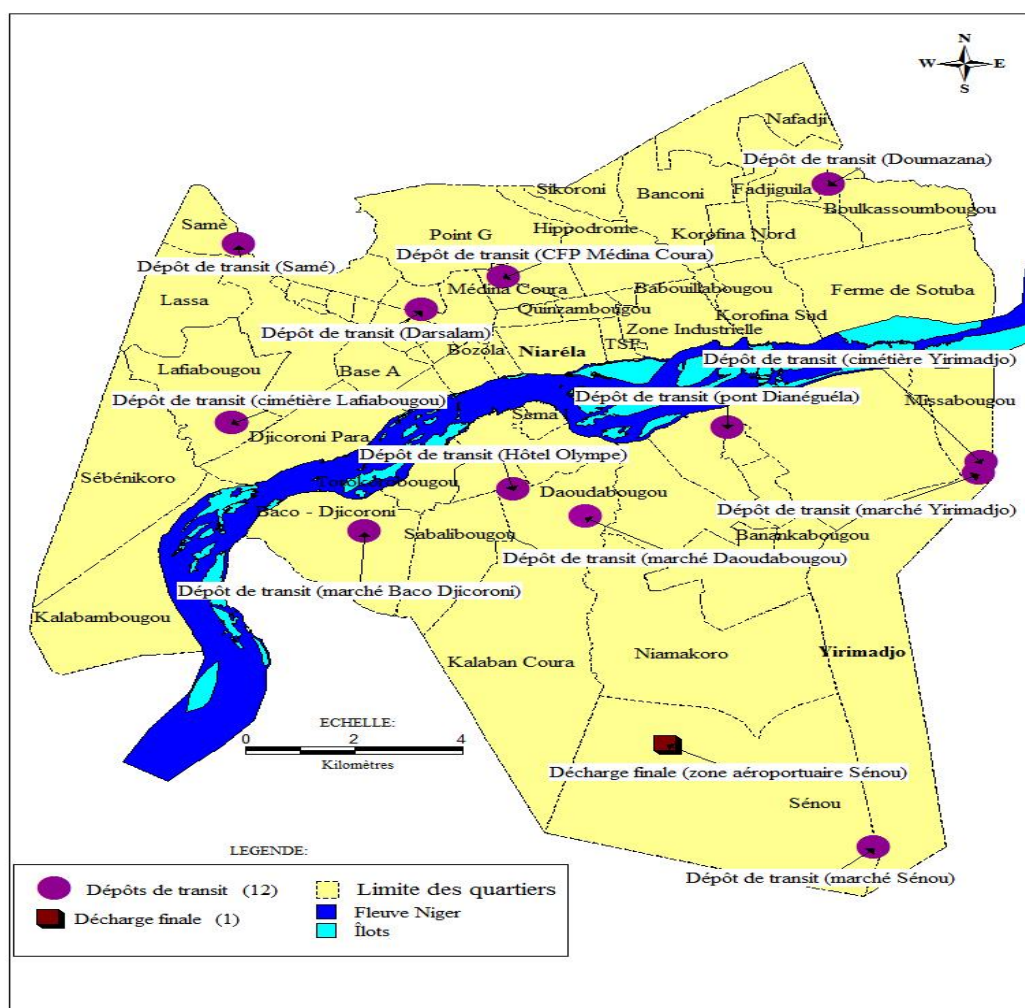 N
W E
S
Nafadji
Dépôt de transit (Doumazana)
Sikoroni
Banconi
Fadjiguila
Boulkassoumbougou
Samè
Point G
Hippodrome
Korofina Nord
Dépôt de transit (CFP Médina Coura)
Dépôt de transit (Samé)
Lassa
Médina Coura
Babouillabougou
Ferme de Sotuba
Quinzambougou
Korofina Sud
Dépôt de transit (Darsalam)
Zone Industrielle
Bozola
Niaréla
TSF
Dépôt de transit (cimétière Yirimadjo)
Lafiabougou
Base A
Dépôt de transit (cimétière Lafiabougou)
Dépôt de transit (pont Dianéguéla)
Missabougou
Djicoroni Para
Dépôt de transit (Hôtel Olympe)
Sébénikoro
Daoudabougou
Baco - Djicoroni
Dépôt de transit (marché Yirimadjo)
Sabalibougou
Banankabougou
Dépôt de transit (marché Daoudabougou)
Dépôt de transit (marché Baco Djicoroni)
Kalabambougou
Kalaban Coura
Niamakoro
Yirimadjo
ECHELLE:
0 2 4
Kilomètres
Décharge finale (zone aéroportuaire Sénou)
Sénou
Dépôt de transit (marché Sénou)
LEGENDE:
Dépôts de transit (12)
Décharge finale (1)
Limite des quartiers
Fleuve Niger
Îlots